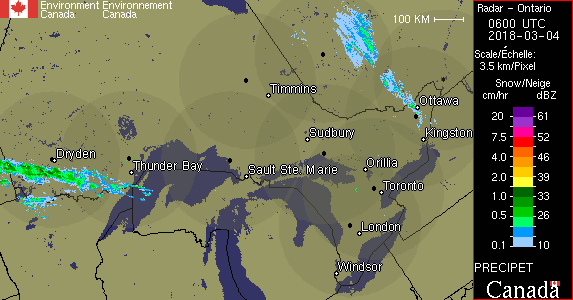 Environment Environnement
Canada Canada
100 KM
Timmins
Ottawa
Sudbury
Kingston
Dryden
Thunder Bay
Sault Ste. Marie
Orillia
Toronto
London
Windsor
Radar - Ontario
0600 UTC
2018-03-04
Scale/Échelle:
3.5 km/Pixel
Snow/Neige
cm/hr dBZ
20 61
7.5 52
4.0 46
2.0 39
1.0 33
0.5 26
0.1 10
PRECIPET
Canada